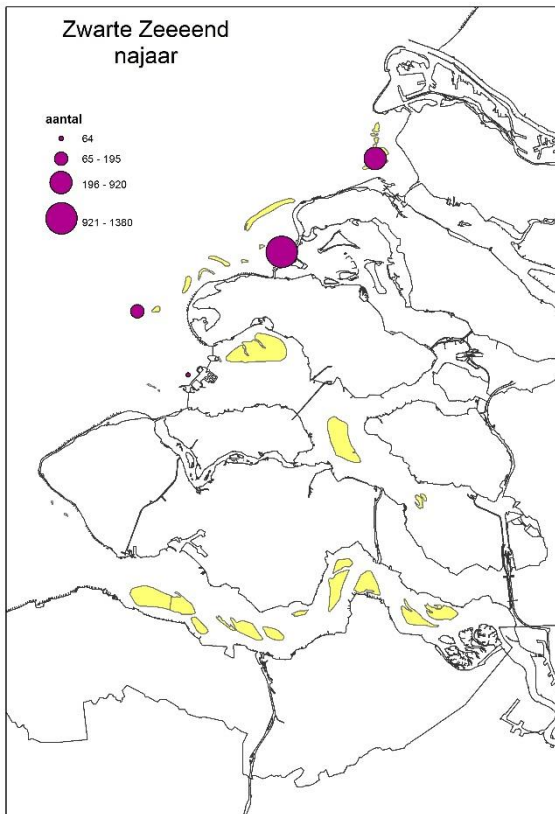 Zwarte Zeeeend
najaar
aantal
64
65 - 195
196 - 920
921 - 1380